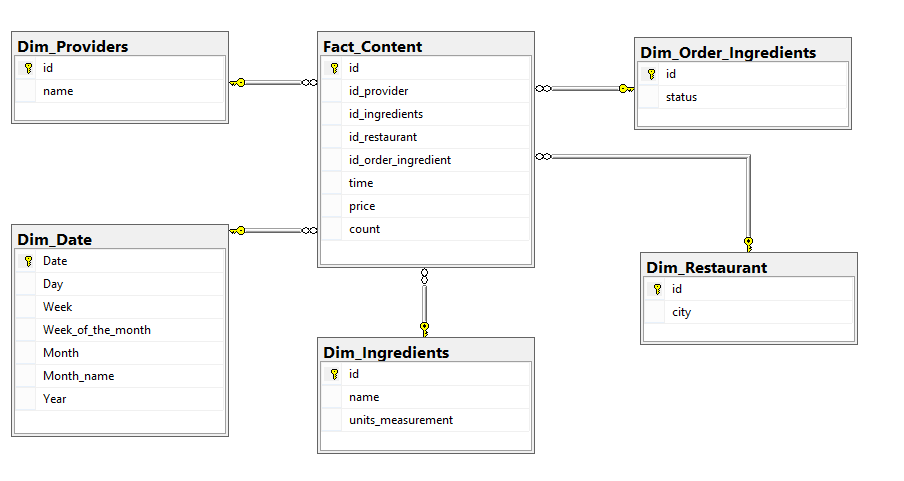 Dim_Providers
id
name
Fact_Content
id
id_provider
id_ingredients
id_restaurant
id_order_ingredient
time
price
count
Dim_Order_Ingredients
id
status
Dim_Date
Date
Day
Week
Week_of_the_month
Month
Month_name
Year
Dim_Ingredients
id
name
units_measurement
Dim_Restaurant
id
city